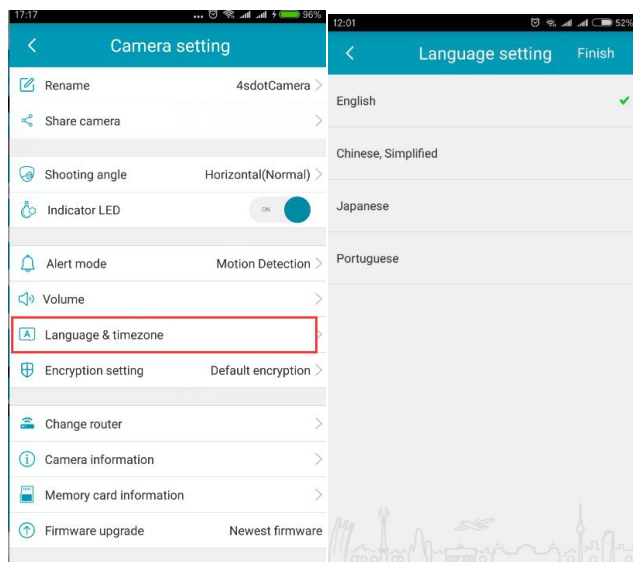 17:17
... 96%
Camera setting
Rename 4sdotCamera
Share camera
Shooting angle Horizontal(Normal)
Indicator LED ON
Alert mode Motion Detection
Volume
A Language & timezone
Encryption setting Default encryption
Change router
Camera information
Memory card information
Firmware upgrade Newest firmware
12:01 52%
Language setting Finish
English
Chinese, Simplified
Japanese
Portuguese